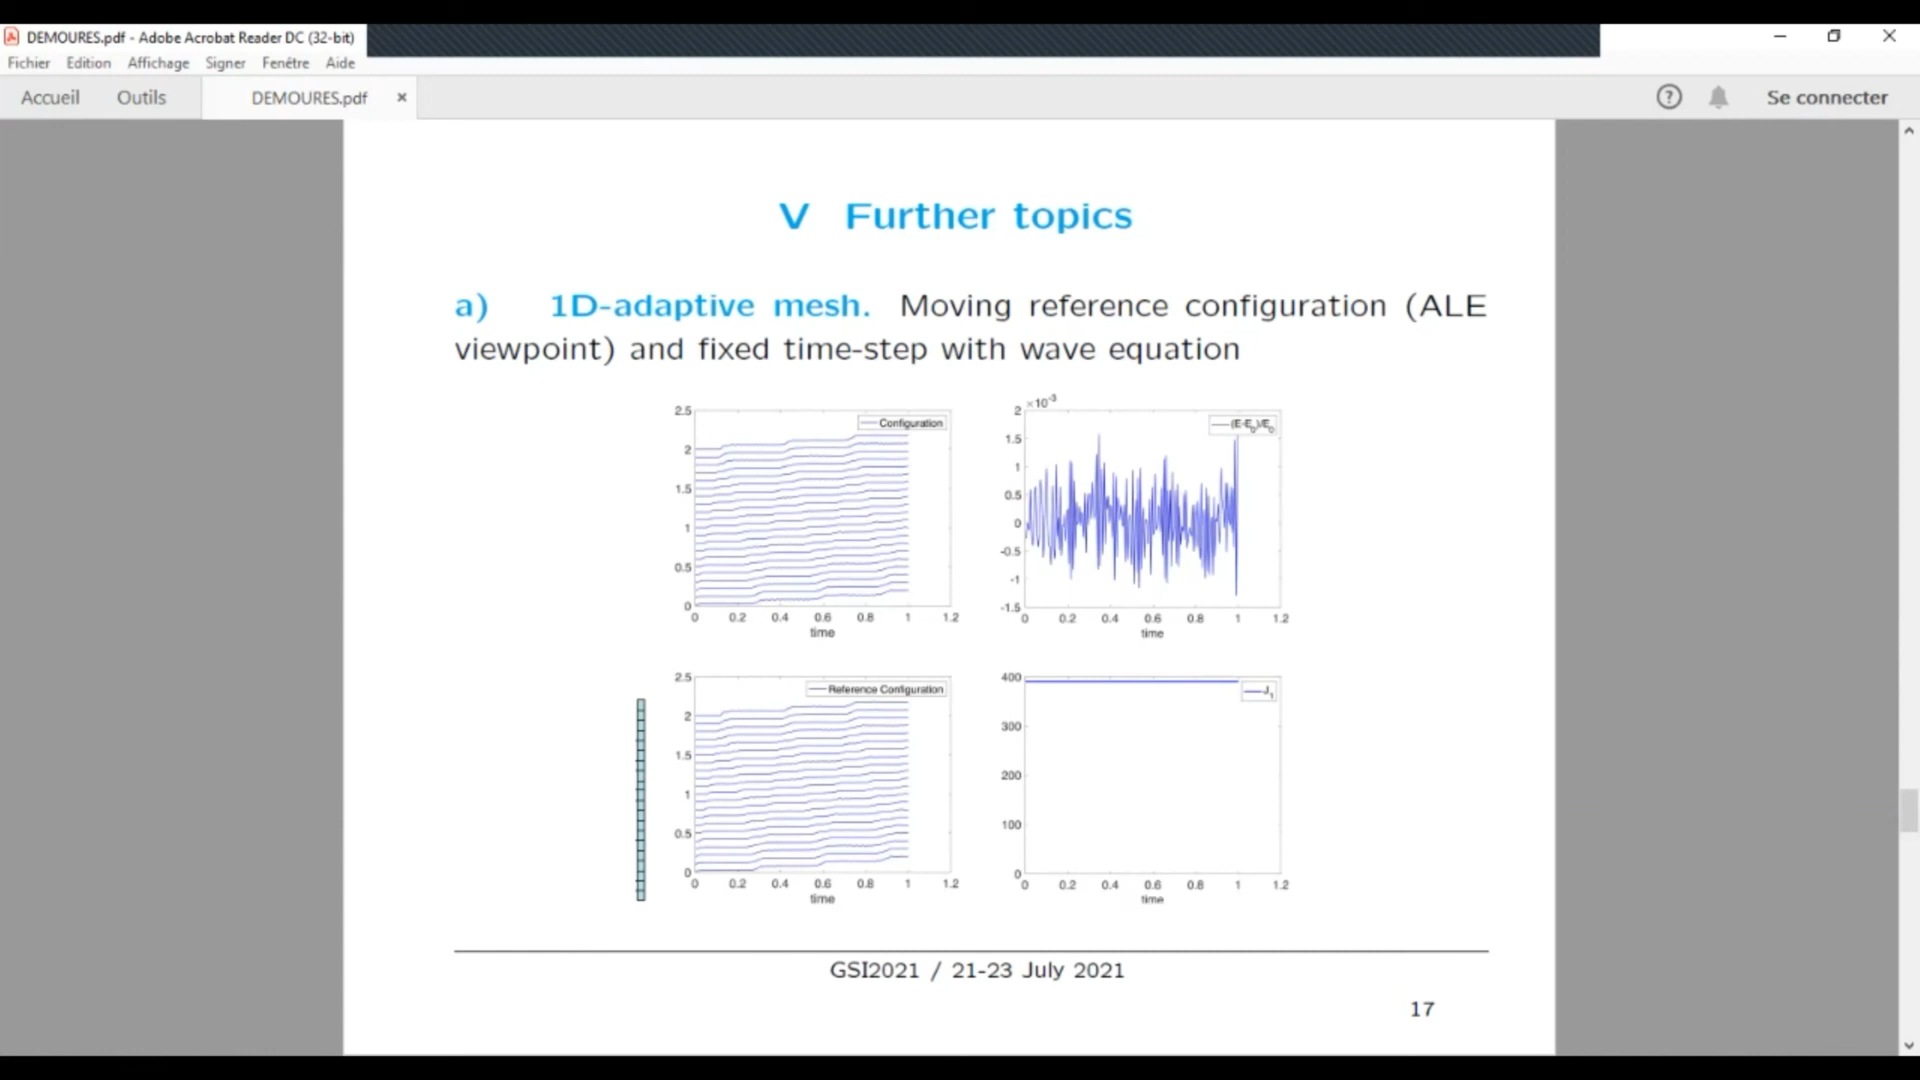 DEMOURES.pdf - Adobe Acrobat Reader DC (32-bit)
Fichier Edition Affichage Signer Fenêtre Aide
Accueil Outils DEMOURES.pdf × ? Se connecter
V Further topics
a) 1D-adaptive mesh. Moving reference configuration (ALE
viewpoint) and fixed time-step with wave equation
2.5
2
1.5
1
0.5
0
0 0.2 0.4 0.6 0.8 1 1.2
time
Configuration
×10⁻³
2
1.5
1
0.5
0
-0.5
-1
-1.5
0 0.2 0.4 0.6 0.8 1 1.2
time
(E-E₀)/E₀
2.5
2
1.5
1
0.5
0
0 0.2 0.4 0.6 0.8 1 1.2
time
Reference Configuration
400
300
200
100
0
0 0.2 0.4 0.6 0.8 1 1.2
time
J₁
GSI2021 / 21-23 July 2021
17